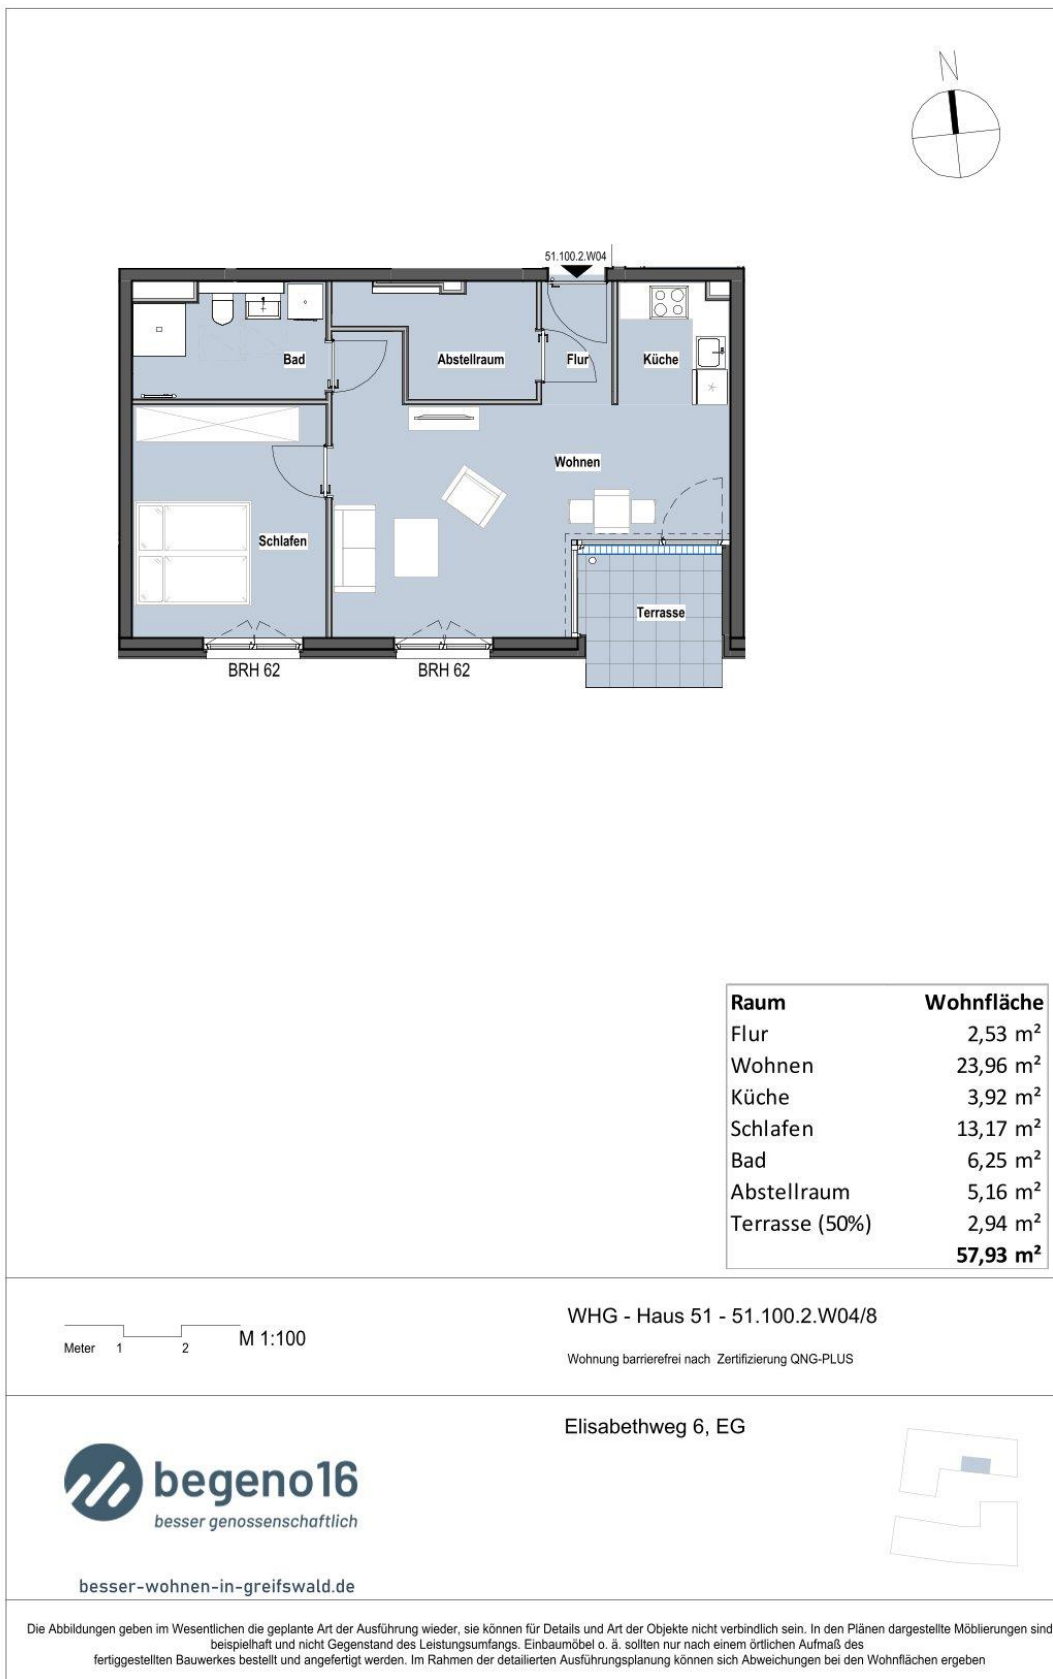 N
51.100.2.W04
Bad
Abstellraum
Flur
Küche
Wohnen
Schlafen
Terrasse
BRH 62
BRH 62
Raum Wohnfläche
Flur 2,53 m²
Wohnen 23,96 m²
Küche 3,92 m²
Schlafen 13,17 m²
Bad 6,25 m²
Abstellraum 5,16 m²
Terrasse (50%) 2,94 m²
57,93 m²
Meter 1 2 M 1:100
WHG - Haus 51 - 51.100.2.W04/8
Wohnung barrierefrei nach Zertifizierung QNG-PLUS
Elisabethweg 6, EG
begeno16
besser genossenschaftlich
besser-wohnen-in-greifswald.de
Die Abbildungen geben im Wesentlichen die geplante Art der Ausführung wieder, sie können für Details und Art der Objekte nicht verbindlich sein. In den Plänen dargestellte Möblierungen sind
beispielhaft und nicht Gegenstand des Leistungsumfangs. Einbaumöbel o. ä. sollten nur nach einem örtlichen Aufmaß des
fertiggestellten Bauwerkes bestellt und angefertigt werden. Im Rahmen der detailierten Ausführungsplanung können sich Abweichungen bei den Wohnflächen ergeben